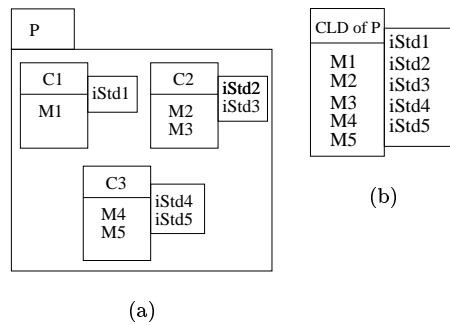 P
C1
iStd1
M1
C2
iStd2
iStd3
M2
M3
C3
iStd4
iStd5
M4
M5
(a)
CLD of P
iStd1
iStd2
iStd3
iStd4
iStd5
M1
M2
M3
M4
M5
(b)